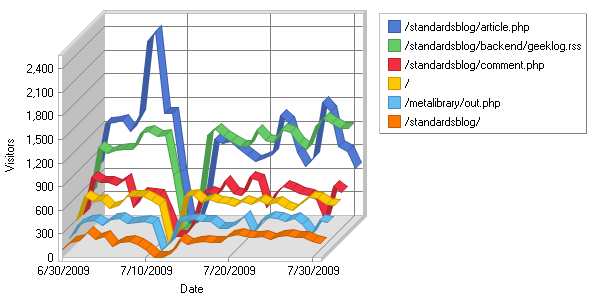 /standardsblog/article.php
/standardsblog/backend/geeklog.rss
/standardsblog/comment.php
/
/metalibrary/out.php
/standardsblog/
Visitors
2,400
2,100
1,800
1,500
1,200
900
600
300
0
6/30/2009 7/10/2009 7/20/2009 7/30/2009
Date